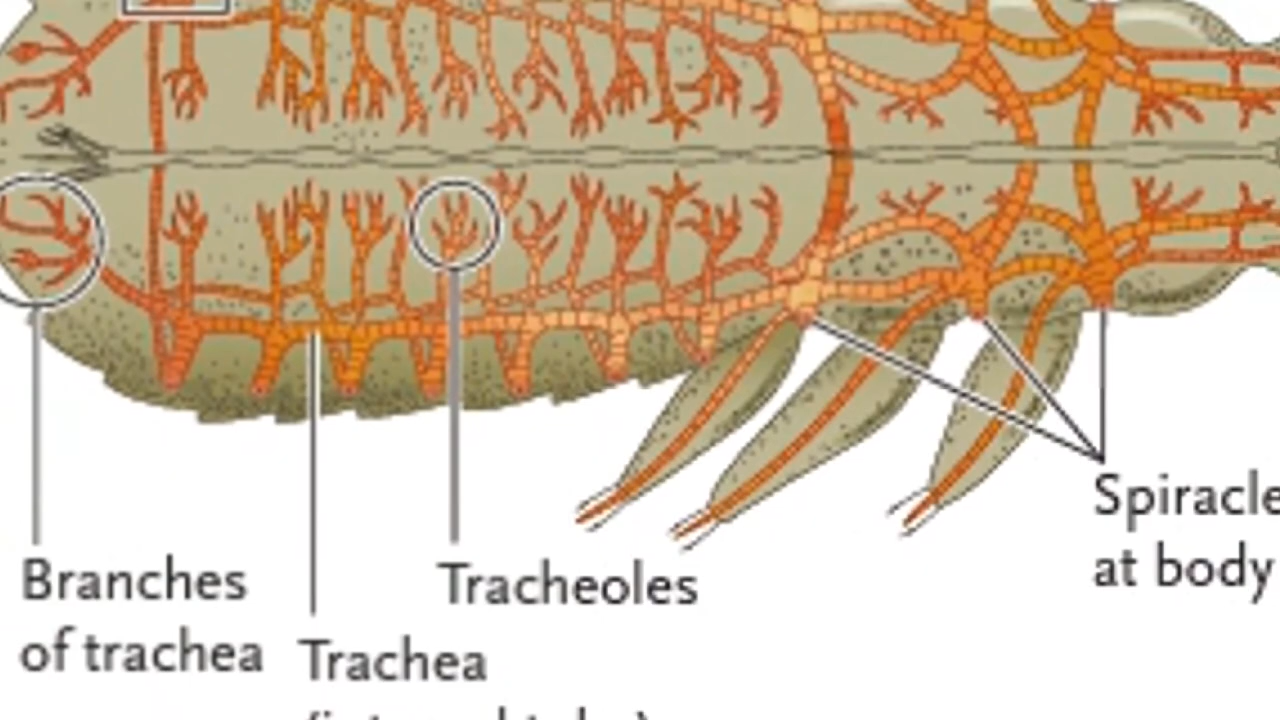 Spiracle
at body
Branches
of trachea
Tracheoles
Trachea